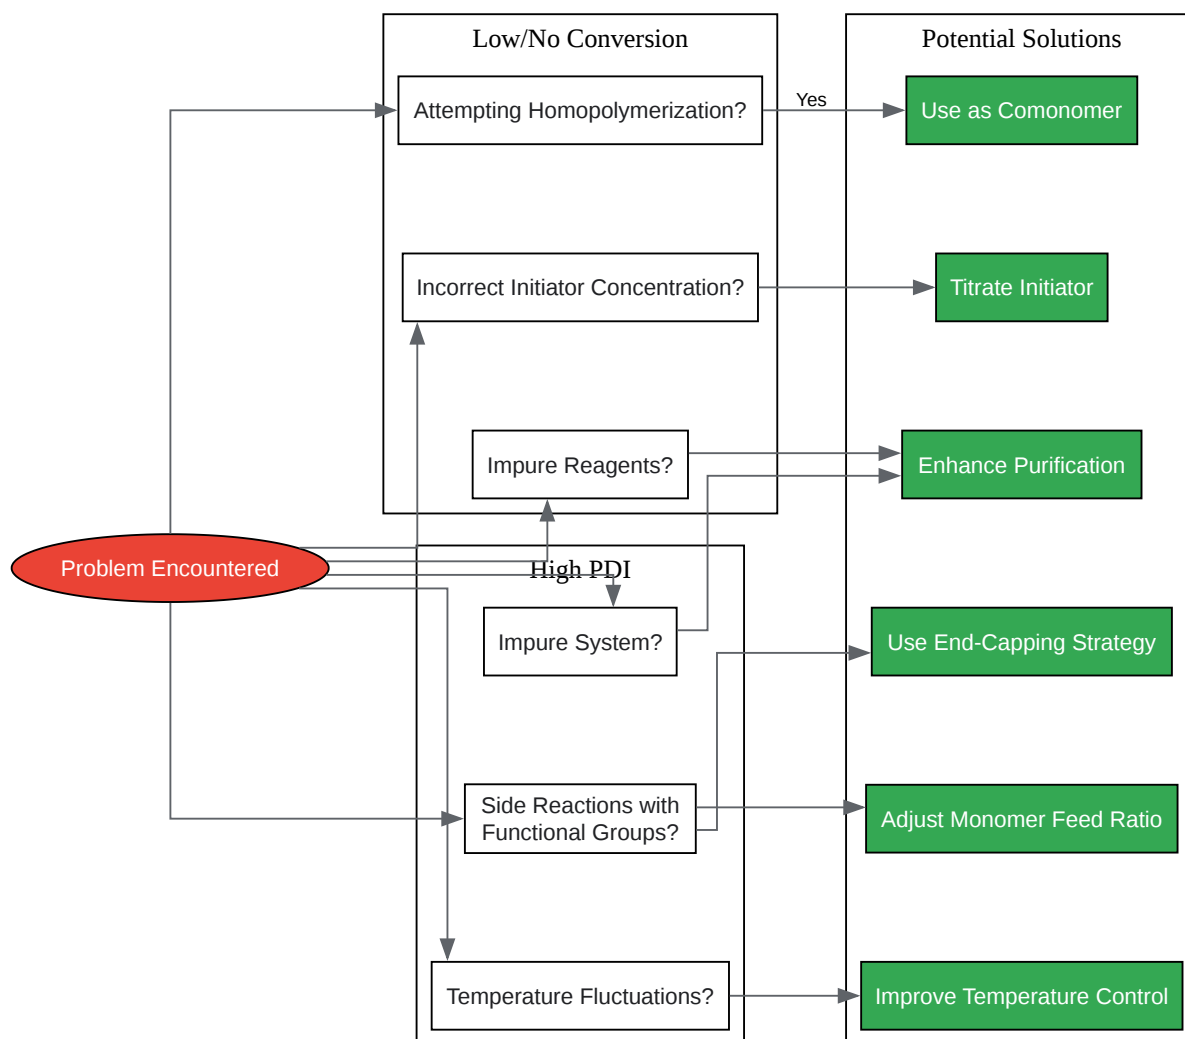 Low/No Conversion
Potential Solutions
Attempting Homopolymerization?
Yes
Use as Comonomer
Incorrect Initiator Concentration?
Titrate Initiator
Impure Reagents?
Enhance Purification
Problem Encountered
High PDI
Impure System?
Use End-Capping Strategy
Side Reactions with
Functional Groups?
Adjust Monomer Feed Ratio
Temperature Fluctuations?
Improve Temperature Control